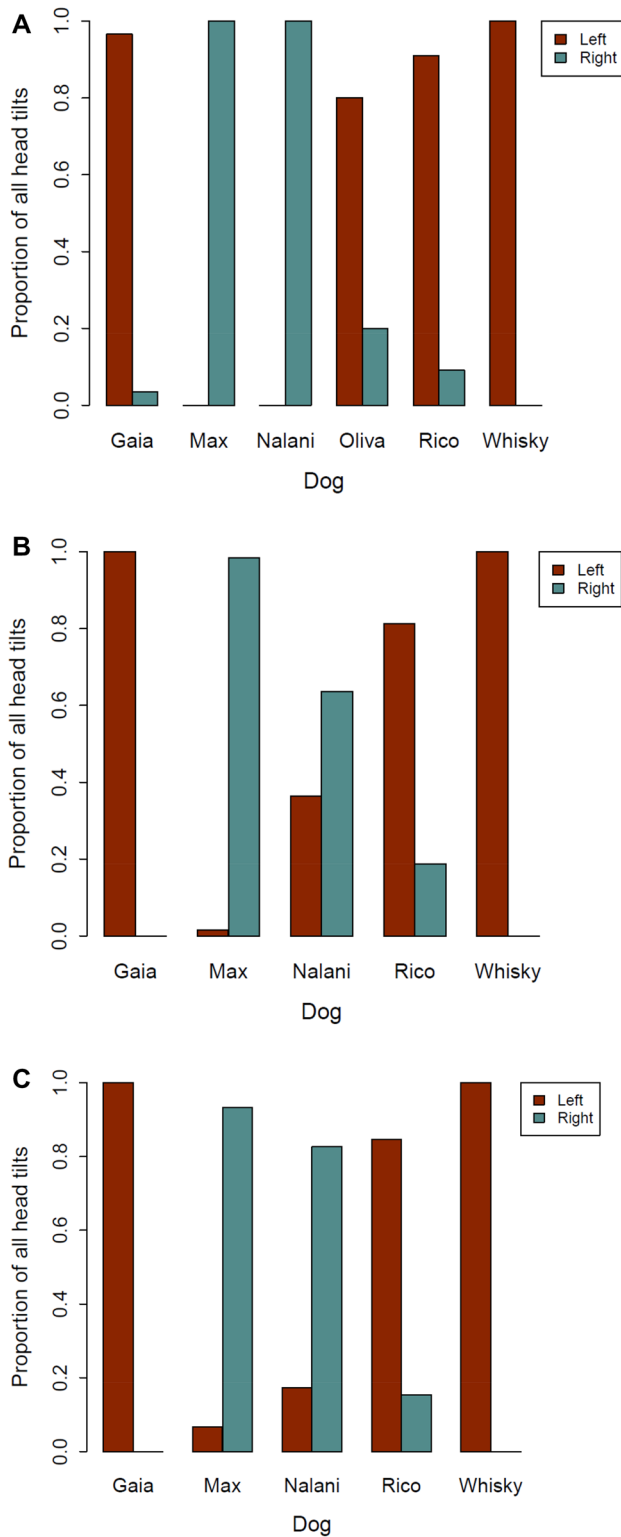 A
Proportion of all head tilts
1.0
0.8
0.6
0.4
0.2
0.0
Left
Right
Gaia Max Nalani Oliva Rico Whisky
Dog
B
Proportion of all head tilts
1.0
0.8
0.6
0.4
0.2
0.0
Left
Right
Gaia Max Nalani Rico Whisky
Dog
C
Proportion of all head tilts
1.0
0.8
0.6
0.4
0.2
0.0
Left
Right
Gaia Max Nalani Rico Whisky
Dog